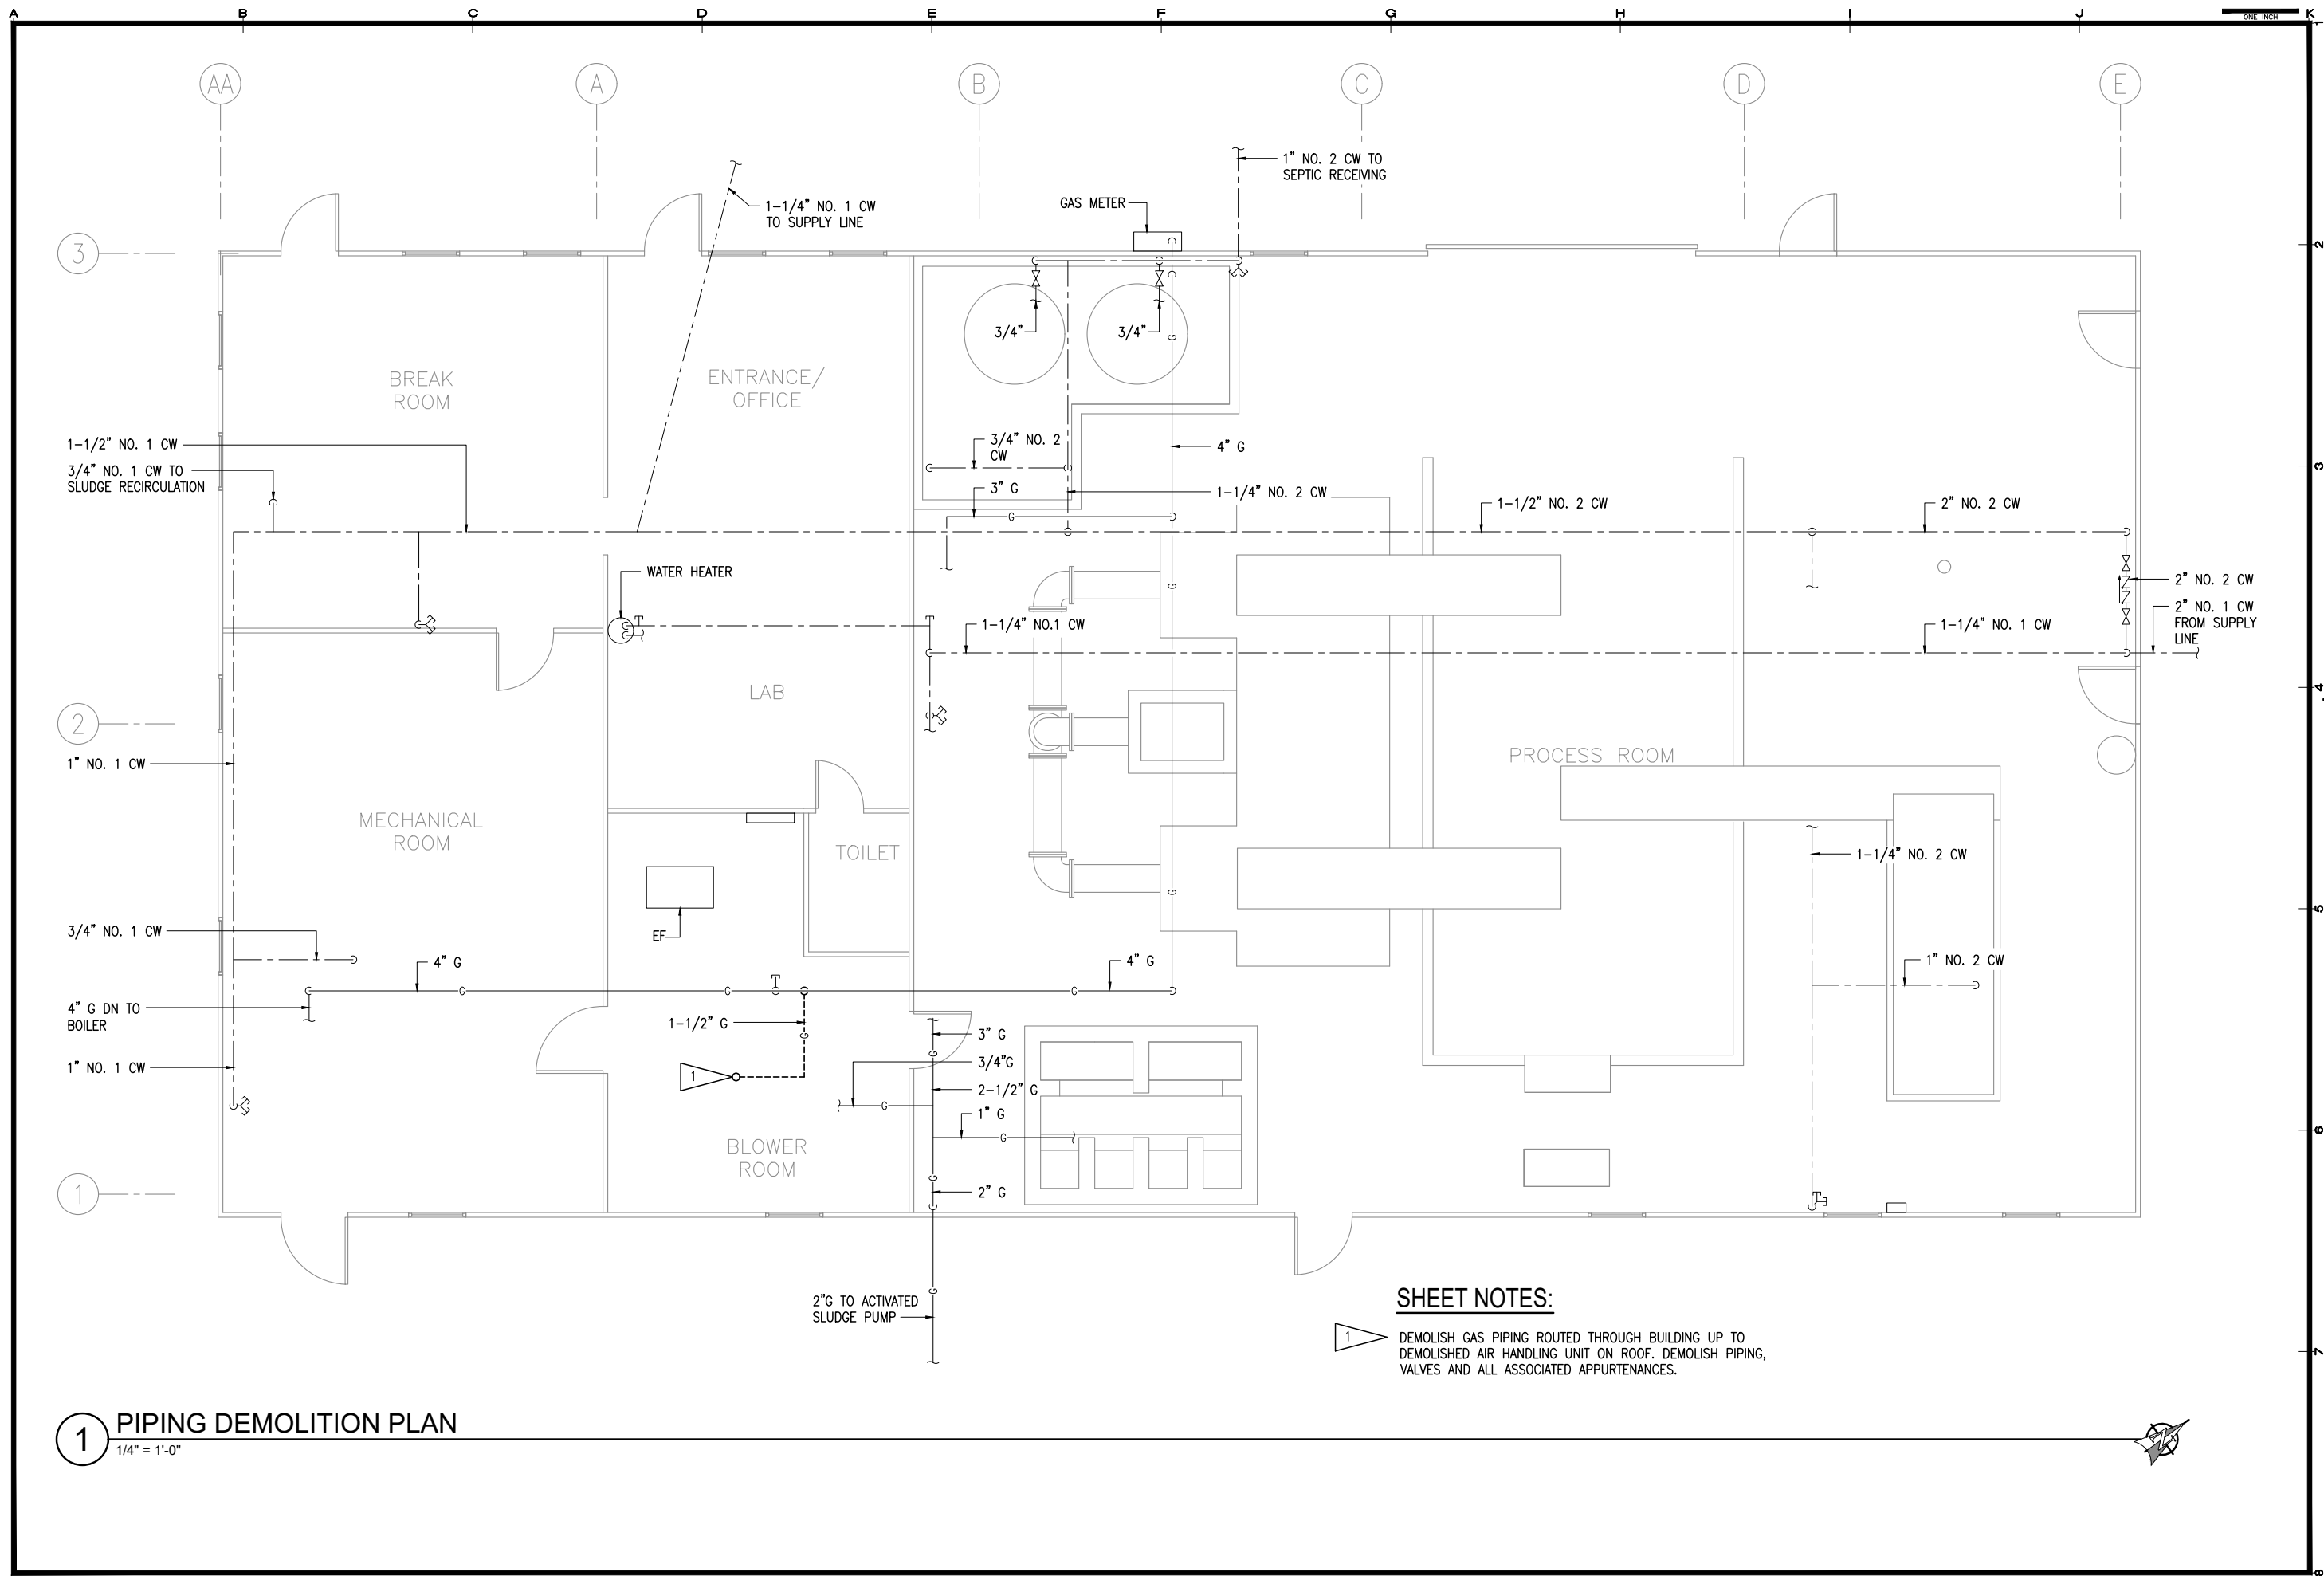 A B C D E F G H I J K
ONE INCH
1
2
3
4
5
6
7
AA A B C D E
3
2
1
1-1/4" NO. 1 CW
TO SUPPLY LINE
GAS METER
1" NO. 2 CW TO
SEPTIC RECEIVING
3/4"
3/4"
BREAK
ROOM
ENTRANCE/
OFFICE
1-1/2" NO. 1 CW
3/4" NO. 1 CW TO
SLUDGE RECIRCULATION
3/4" NO. 2
CW
3" G
G
4" G
G
1-1/4" NO. 2 CW
1-1/2" NO. 2 CW
2" NO. 2 CW
WATER HEATER
G
1-1/4" NO.1 CW
1-1/4" NO. 1 CW
2" NO. 2 CW
2" NO. 1 CW
FROM SUPPLY
LINE
LAB
PROCESS ROOM
1" NO. 1 CW
MECHANICAL
ROOM
TOILET
1-1/4" NO. 2 CW
G
3/4" NO. 1 CW
EF
4" G
4" G
1" NO. 2 CW
G G G
4" G DN TO
BOILER
1-1/2" G
G
3" G
G
3/4"G
1" NO. 1 CW
1
2-1/2" G
G
1" G
G
BLOWER
ROOM
G
2" G
G
2"G TO ACTIVATED
SLUDGE PUMP
SHEET NOTES:
1 DEMOLISH GAS PIPING ROUTED THROUGH BUILDING UP TO
DEMOLISHED AIR HANDLING UNIT ON ROOF. DEMOLISH PIPING,
VALVES AND ALL ASSOCIATED APPURTENANCES.
1 PIPING DEMOLITION PLAN
1/4" = 1'-0"